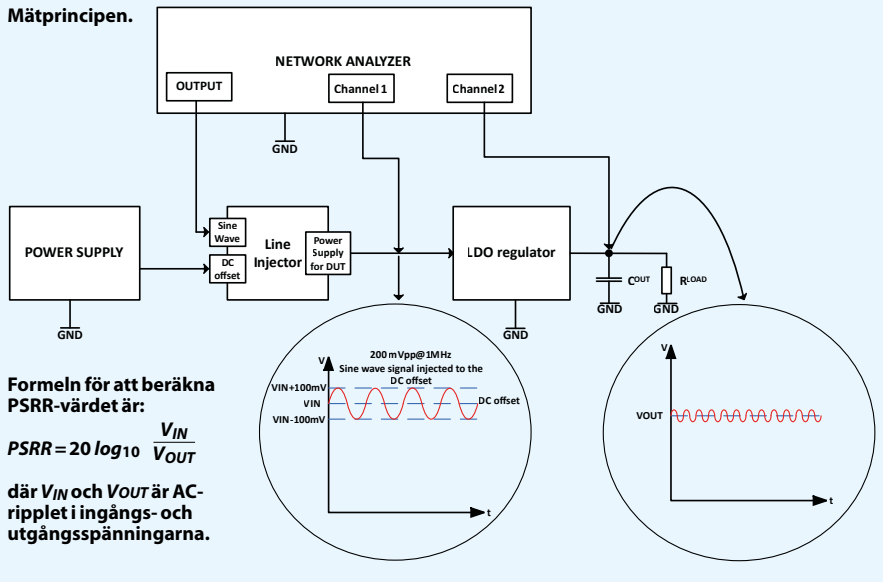 Mätprincipen.
NETWORK ANALYZER
OUTPUT
Channel 1
Channel 2
GND
POWER SUPPLY
GND
Sine
Wave
DC
offset
Line
Injector
Power
Supply
for DUT
LDO regulator
GND
COUT
GND
RLOAD
GND
Formeln för att beräkna
PSRR-värdet är:
PSRR = 20 log10 VIN
VOUT
där VIN och VOUT är AC-
ripplet i ingångs- och
utgångsspänningarna.
V
200 mVpp@1MHz
Sine wave signal injected to the
DC offset
VIN+100mV
VIN
DC offset
VIN-100mV
t
V
VOUT
t